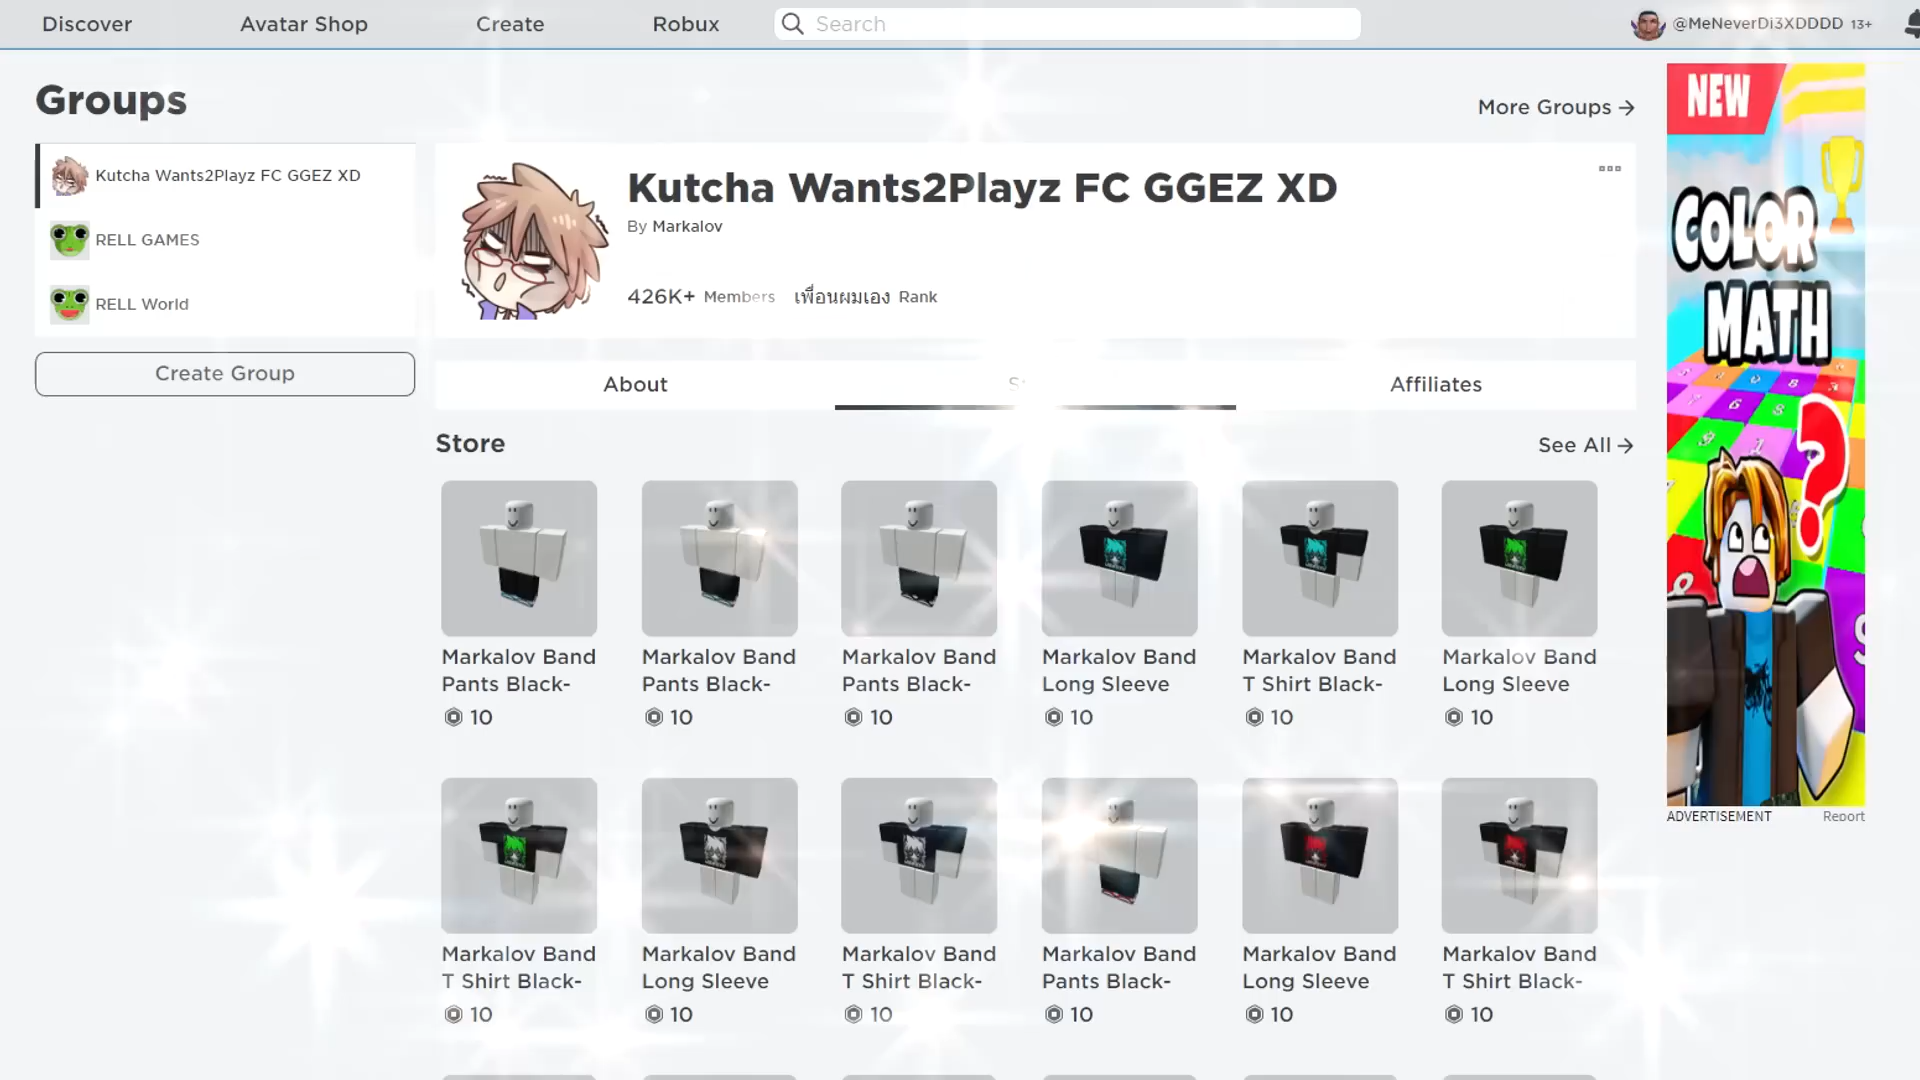 Discover
Avatar Shop
Create
Robux
Search
@MeNeverDi3XDDDD 13+
Groups
More Groups
Kutcha Wants2Playz FC GGEZ XD
RELL GAMES
RELL World
Create Group
Kutcha Wants2Playz FC GGEZ XD
By Markalov
426K+ Members เพื่อนผมเอง Rank
About
Affiliates
Store
See All
Markalov Band
Pants Black-
10
Markalov Band
Pants Black-
10
Markalov Band
Pants Black-
10
Markalov Band
Long Sleeve
10
Markalov Band
T Shirt Black-
10
Markalov Band
Long Sleeve
10
Markalov Band
T Shirt Black-
10
Markalov Band
Long Sleeve
10
Markalov Band
T Shirt Black-
10
Markalov Band
Pants Black-
10
Markalov Band
Long Sleeve
10
Markalov Band
T Shirt Black-
10
NEW
COLOR
MATH
ADVERTISEMENT
Report